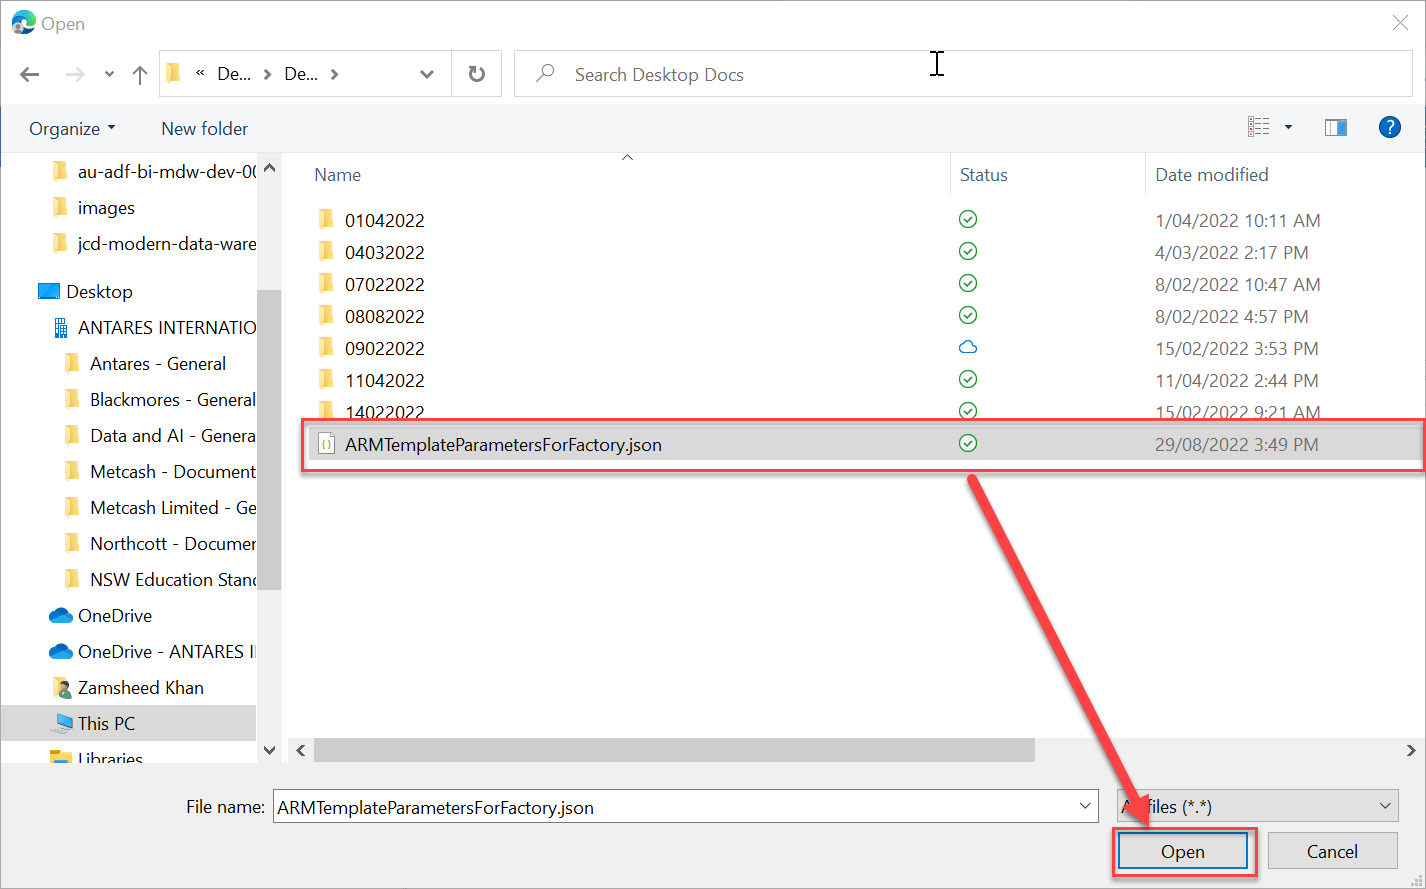 Open
« De... > De... >
Search Desktop Docs
Organize
New folder
?
au-adf-bi-mdw-dev-00
images
jcd-modern-data-ware
Desktop
ANTARES INTERNATIO
Antares - General
Blackmores - General
Data and AI - Genera
Metcash - Document
Metcash Limited - Ge
Northcott - Documen
NSW Education Stand
OneDrive
OneDrive - ANTARES I
Zamsheed Khan
This PC
Libraries
Name Status Date modified
01042022 1/04/2022 10:11 AM
04032022 4/03/2022 2:17 PM
07022022 8/02/2022 10:47 AM
08082022 8/02/2022 4:57 PM
09022022 15/02/2022 3:53 PM
11042022 11/04/2022 2:44 PM
14022022 15/02/2022 9:21 AM
ARMTemplateParametersForFactory.json 29/08/2022 3:49 PM
File name: ARMTemplateParametersForFactory.json
files (*.*)
Open Cancel